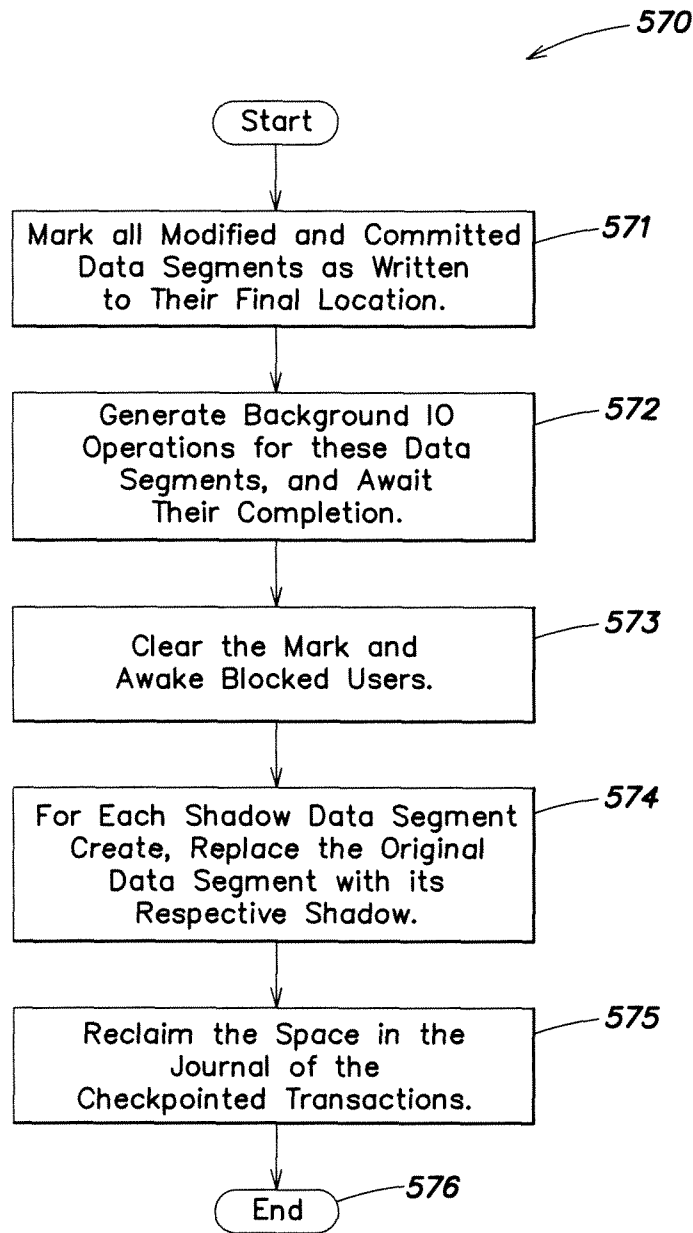 570
Start
571
Mark all Modified and Committed
Data Segments as Written
to Their Final Location.
572
Generate Background IO
Operations for these Data
Segments, and Await
Their Completion.
573
Clear the Mark and
Awake Blocked Users.
574
For Each Shadow Data Segment
Create, Replace the Original
Data Segment with its
Respective Shadow.
575
Reclaim the Space in the
Journal of the
Checkpointed Transactions.
576
End